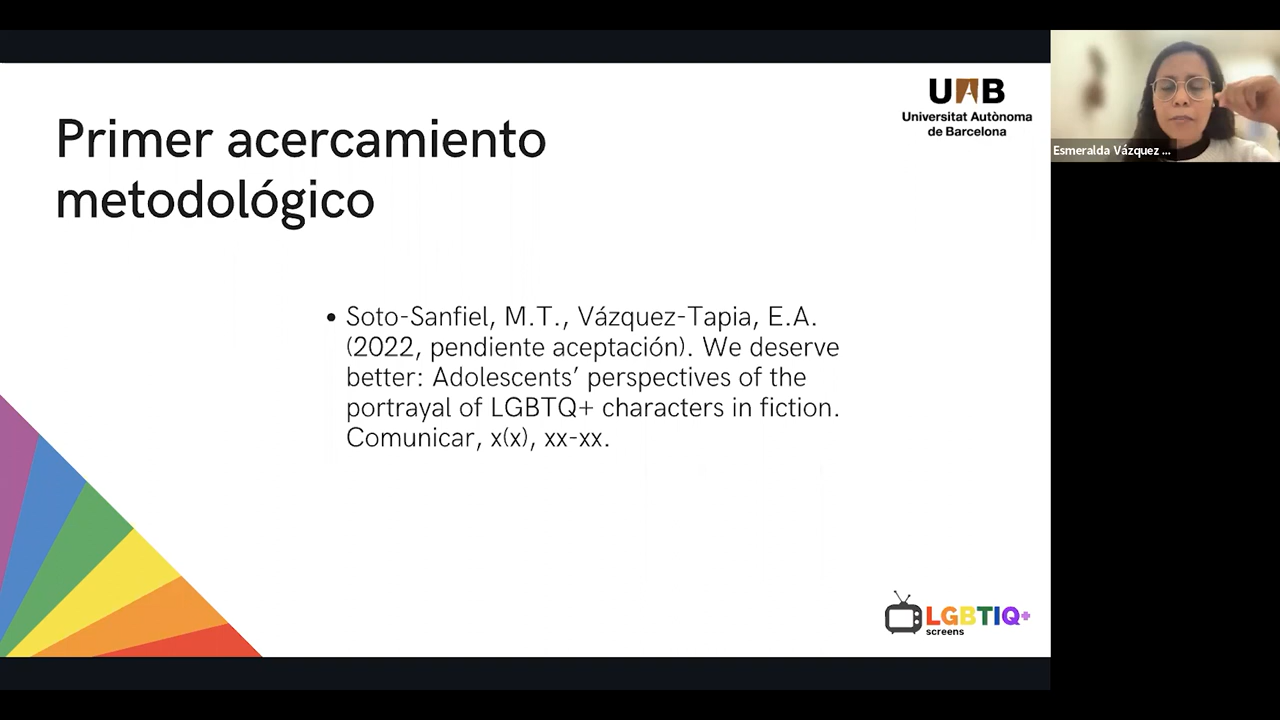 Primer acercamiento
metodológico
UAB
Universitat Autònoma
de Barcelona
Esmeralda Vázquez ...
• Soto-Sanfiel, M.T., Vázquez-Tapia, E.A.
(2022, pendiente aceptación). We deserve
better: Adolescents’ perspectives of the
portrayal of LGBTQ+ characters in fiction.
Comunicar, x(x), xx-xx.
LGBTIQ+
screens